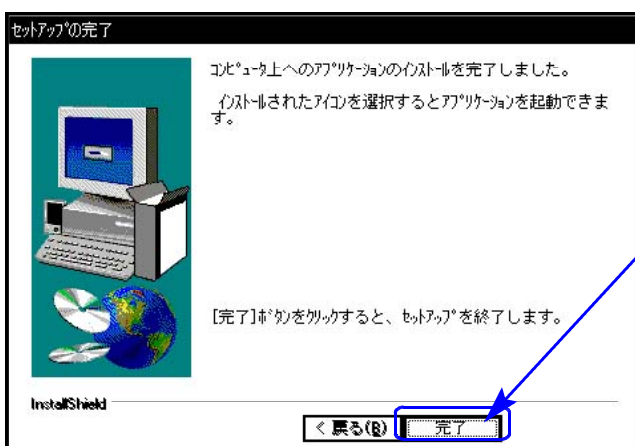 ｾｯﾄｱｯﾌﾟの完了
ｺﾝﾋﾟｭｰﾀ上へのｱﾌﾟﾘｹｰｼｮﾝのｲﾝｽﾄｰﾙを完了しました。
ｲﾝｽﾄｰﾙされたｱｲｺﾝを選択するとｱﾌﾟﾘｹｰｼｮﾝを起動できま
す。
[完了]ﾎﾞﾀﾝをｸﾘｯｸすると、ｾｯﾄｱｯﾌﾟを終了します。
InstallShield
< 戻る(B)
完了